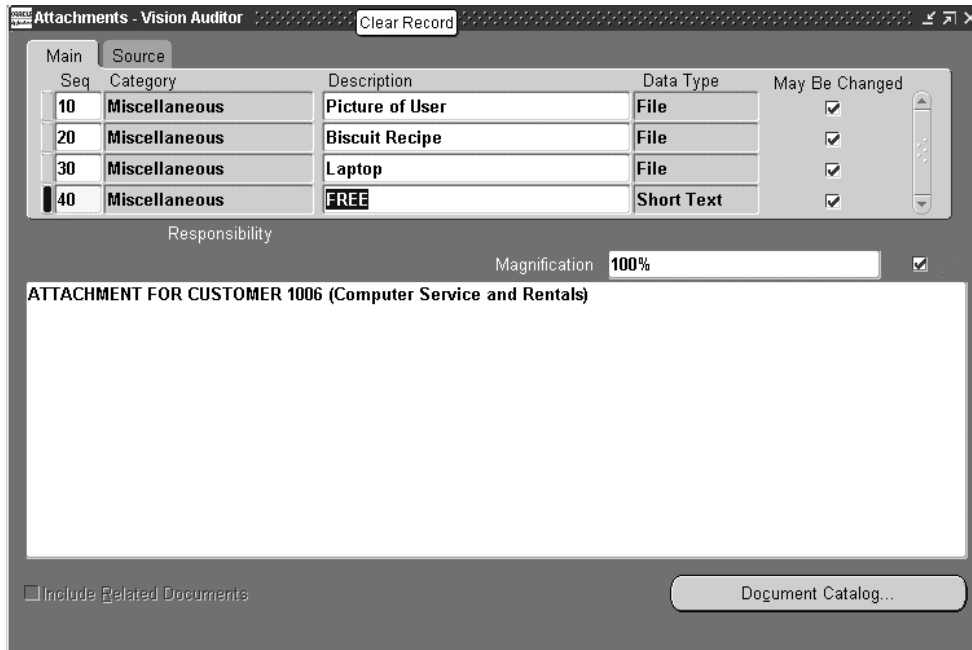 Attachments - Vision Auditor
Clear Record
Main Source
Seq Category Description Data Type May Be Changed
10 Miscellaneous Picture of User File
20 Miscellaneous Biscuit Recipe File
30 Miscellaneous Laptop File
40 Miscellaneous FREE Short Text
Responsibility
Magnification 100%
ATTACHMENT FOR CUSTOMER 1006 (Computer Service and Rentals)
Include Related Documents
Document Catalog...